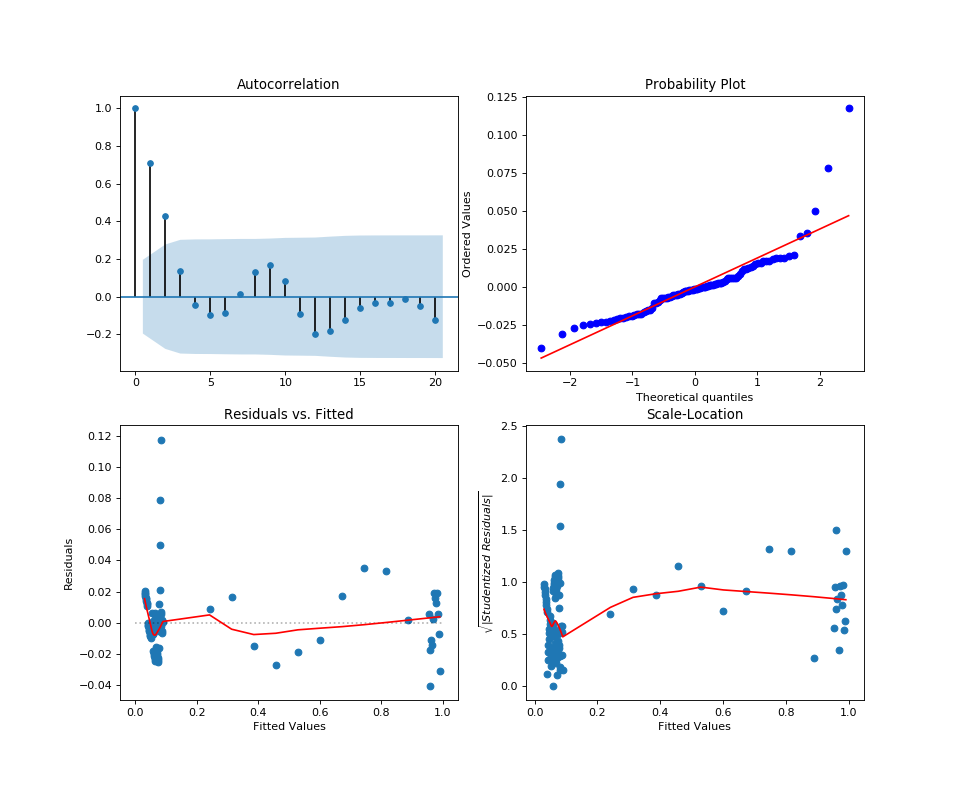 Autocorrelation
1.0
0.8
0.6
0.4
0.2
0.0
−0.2
0 5 10 15 20
Probability Plot
Ordered Values
0.125
0.100
0.075
0.050
0.025
0.000
−0.025
−0.050
−2 −1 0 1 2
Theoretical quantiles
Residuals vs. Fitted
Residuals
0.12
0.10
0.08
0.06
0.04
0.02
0.00
−0.02
−0.04
0.0 0.2 0.4 0.6 0.8 1.0
Fitted Values
Scale-Location
√|Studentized Residuals|
2.5
2.0
1.5
1.0
0.5
0.0
0.0 0.2 0.4 0.6 0.8 1.0
Fitted Values